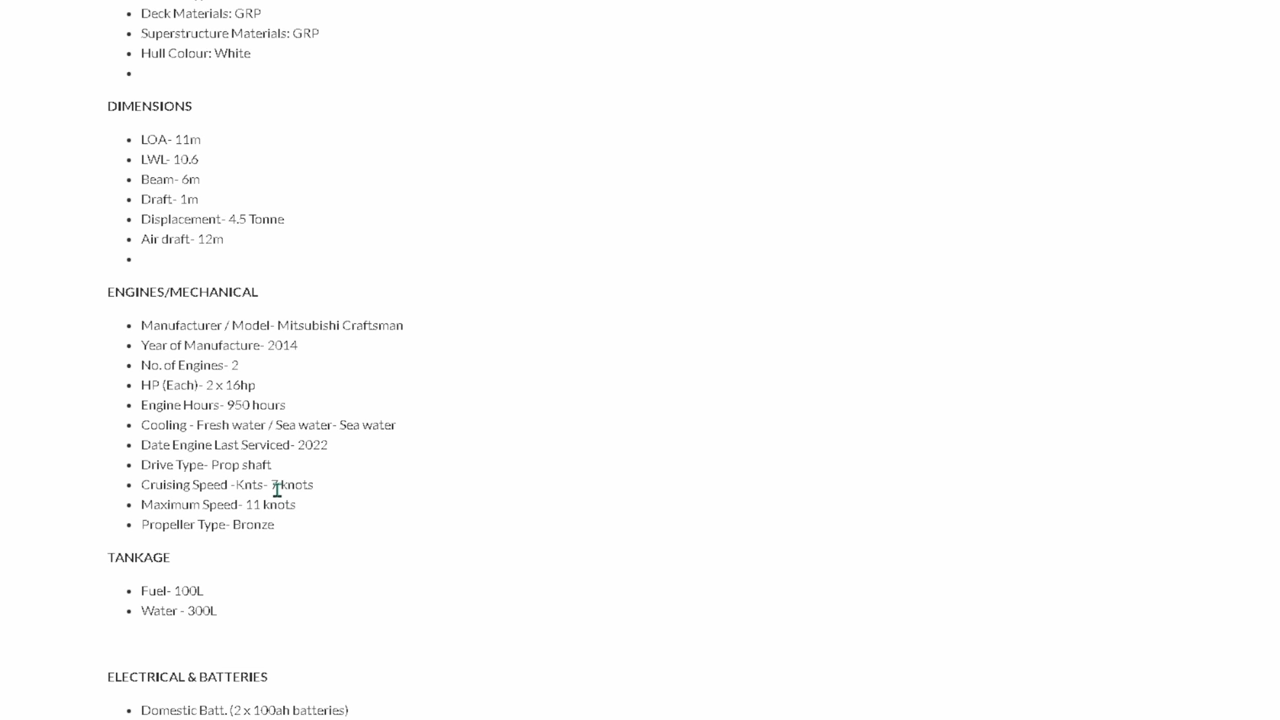 Deck Materials: GRP
Superstructure Materials: GRP
Hull Colour: White
DIMENSIONS
LOA- 11m
LWL- 10.6
Beam- 6m
Draft- 1m
Displacement- 4.5 Tonne
Air draft- 12m
ENGINES/MECHANICAL
Manufacturer / Model- Mitsubishi Craftsman
Year of Manufacture- 2014
No. of Engines- 2
HP (Each)- 2 x 16hp
Engine Hours- 950 hours
Cooling - Fresh water / Sea water- Sea water
Date Engine Last Serviced- 2022
Drive Type- Prop shaft
Cruising Speed -Knts- 7 knots
Maximum Speed- 11 knots
Propeller Type- Bronze
TANKAGE
Fuel- 100L
Water - 300L
ELECTRICAL & BATTERIES
Domestic Batt. (2 x 100ah batteries)